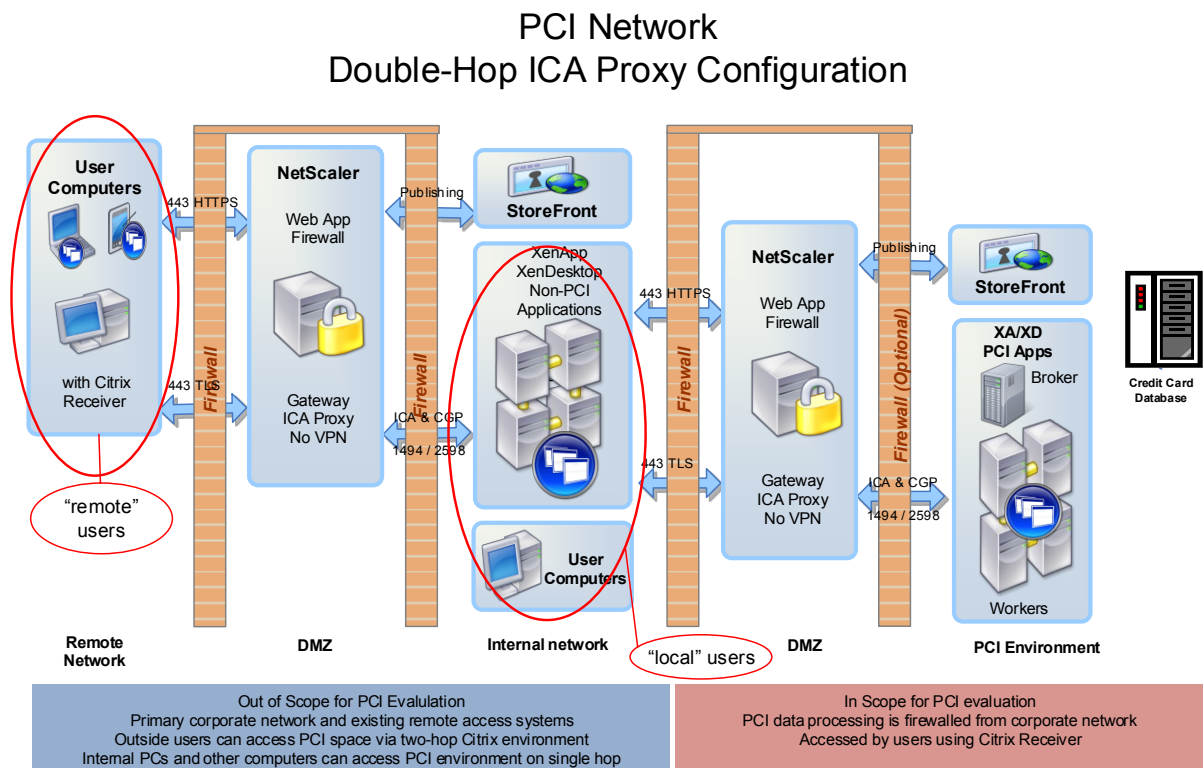 PCI Network
Double-Hop ICA Proxy Configuration
User
Computers
with Citrix
Receiver
"remote"
users
443 HTTPS
443 TLS
Firewall
NetScaler
Web App
Firewall
Gateway
ICA Proxy
No VPN
Publishing
Firewall
ICA & CGP
1494 / 2598
StoreFront
XenApp
XenDesktop
Non-PCI
Applications
User
Computers
"local" users
443 HTTPS
443 TLS
Firewall
NetScaler
Web App
Firewall
Gateway
ICA Proxy
No VPN
Publishing
Firewall (Optional)
ICA & CGP
1494 / 2598
StoreFront
XA/XD
PCI Apps
Broker
Workers
Credit Card
Database
Remote
Network
DMZ
Internal network
DMZ
PCI Environment
Out of Scope for PCI Evalulation
Primary corporate network and existing remote access systems
Outside users can access PCI space via two-hop Citrix environment
Internal PCs and other computers can access PCI environment on single hop
In Scope for PCI evaluation
PCI data processing is firewalled from corporate network
Accessed by users using Citrix Receiver